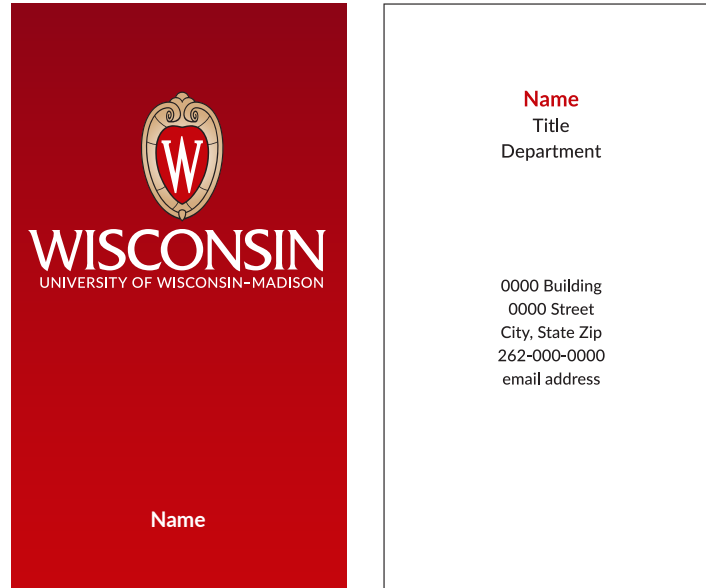 W
WISCONSIN
UNIVERSITY OF WISCONSIN–MADISON
Name
Name
Title
Department
0000 Building
0000 Street
City, State Zip
262-000-0000
email address